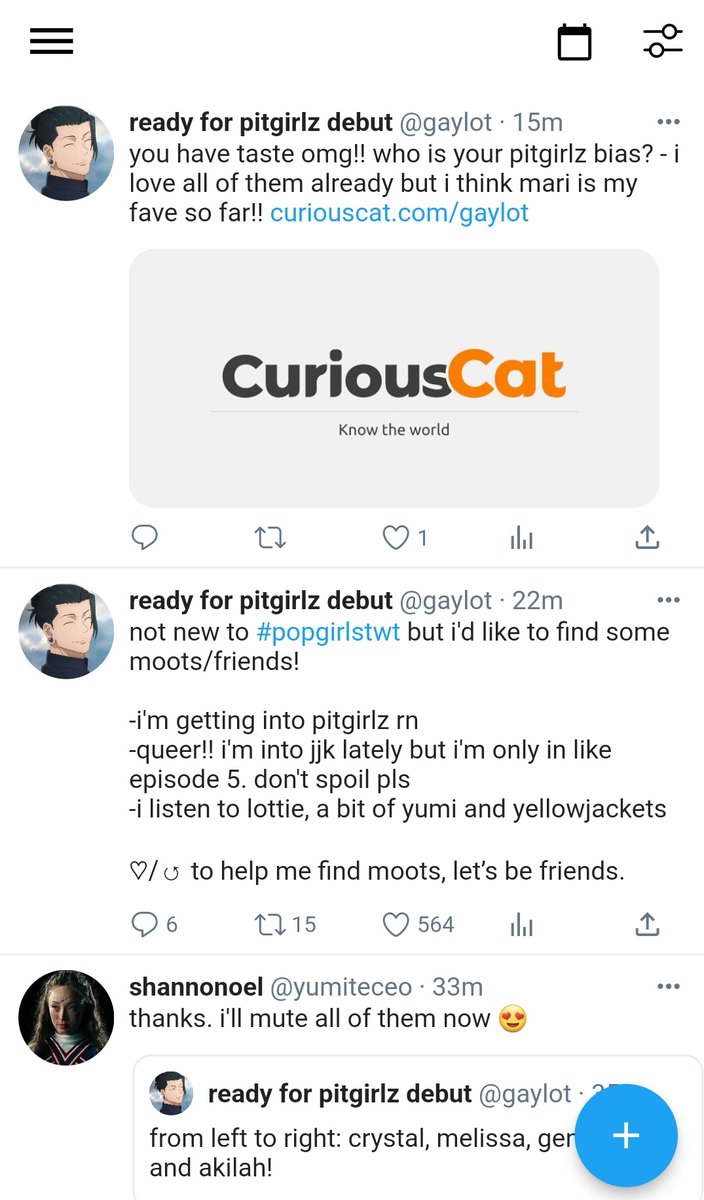 ready for pitgirlz debut @gaylot · 15m
you have taste omg!! who is your pitgirlz bias? - i
love all of them already but i think mari is my
fave so far!! curiouscat.com/gaylot
CuriousCat
Know the world
1
ready for pitgirlz debut @gaylot · 22m
not new to #popgirlstwt but i'd like to find some
moots/friends!
-i'm getting into pitgirlz rn
-queer!! i'm into jjk lately but i'm only in like
episode 5. don't spoil pls
-i listen to lottie, a bit of yumi and yellowjackets
♡/↺ to help me find moots, let’s be friends.
6 15 564
shannonoel @yumiteceo · 33m
thanks. i'll mute all of them now 😍
ready for pitgirlz debut @gaylot ·
from left to right: crystal, melissa,
and akilah!